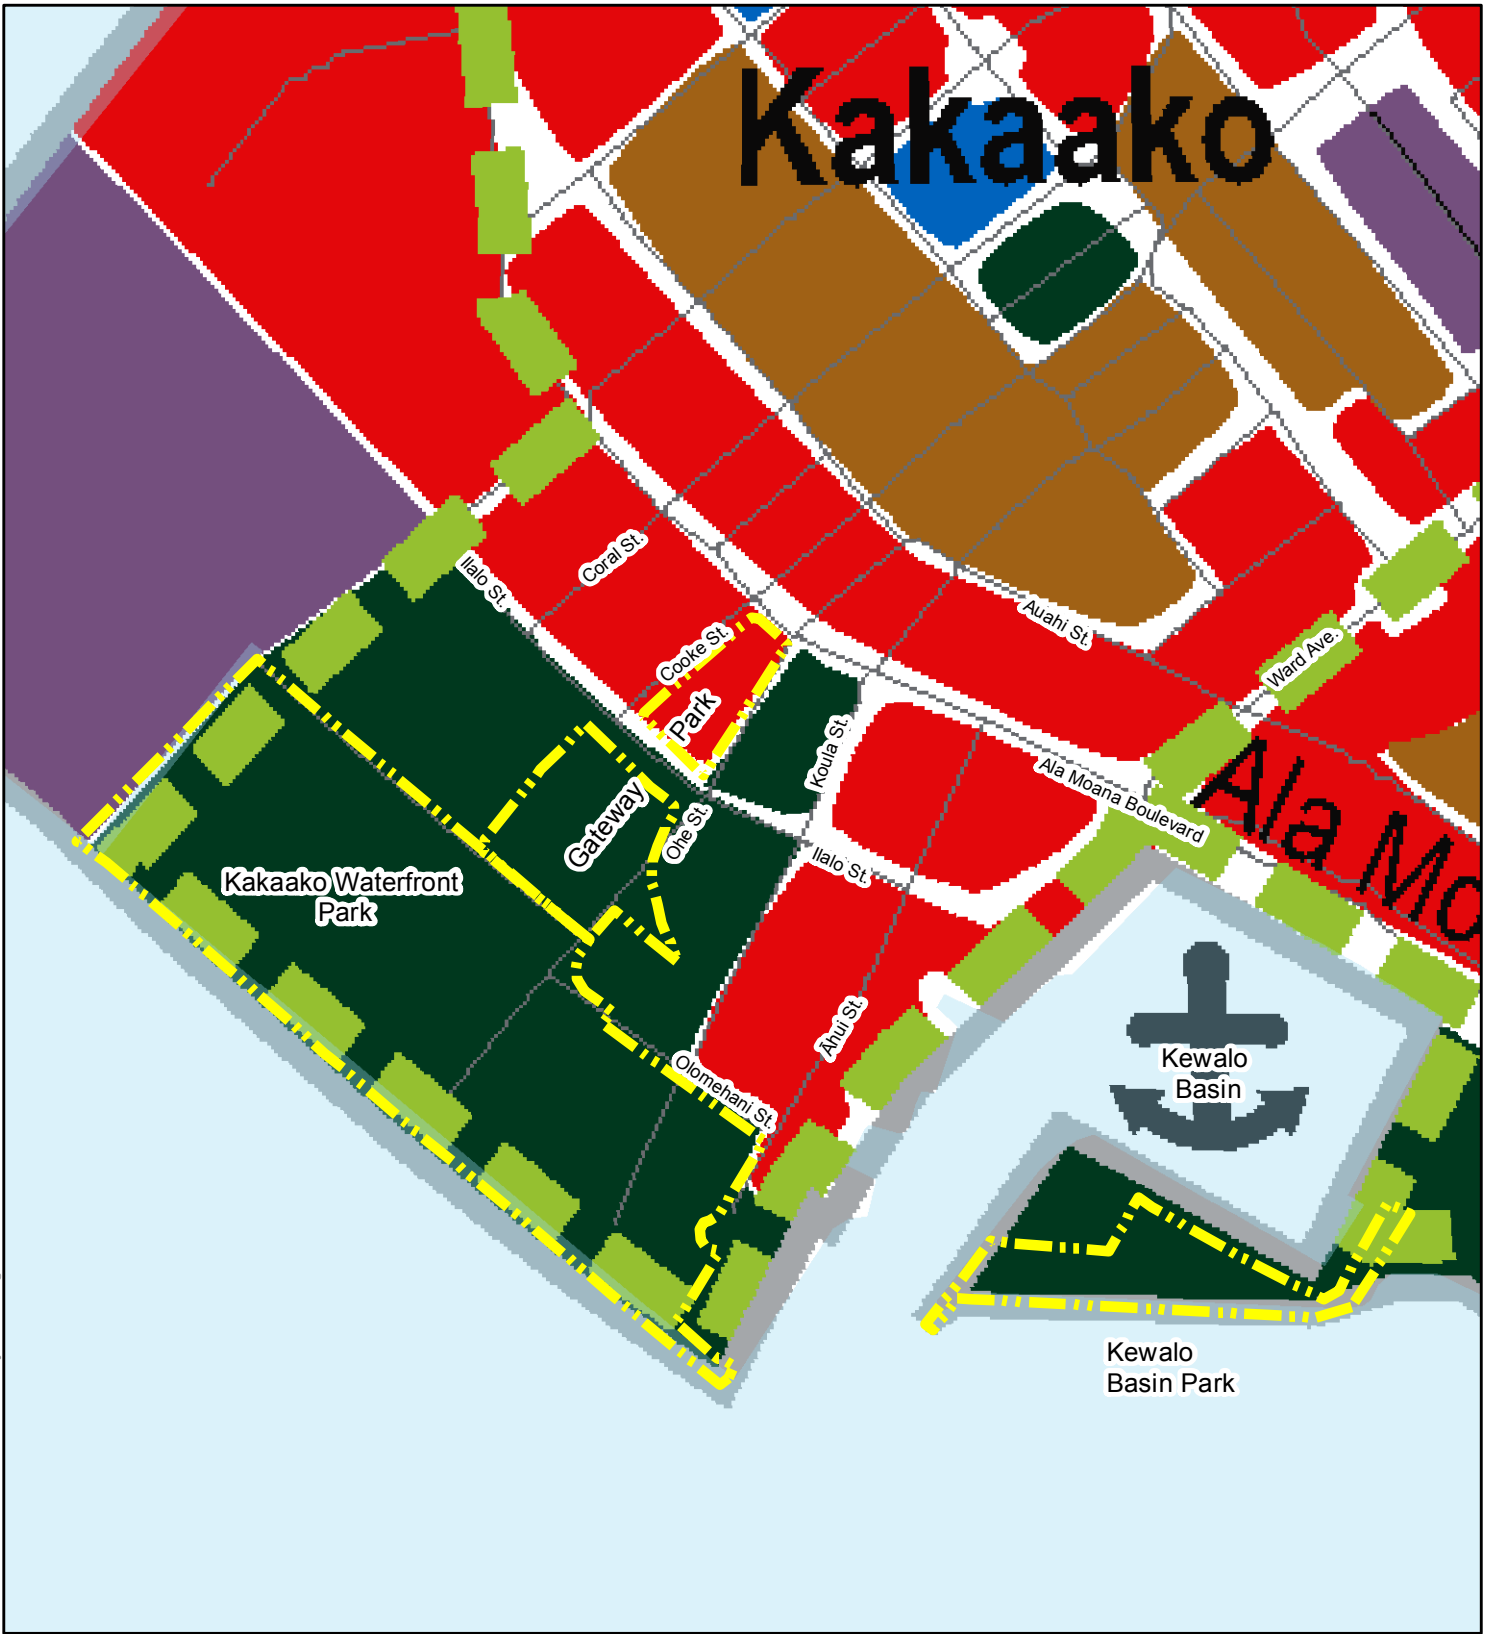 Kakaako
Coral St.
Ilalo St.
Auahi St.
Cooke St.
Ward Ave.
Park
Koula St.
Ala Moana Boulevard
Ala Mo
Gateway
Ohe St.
Ilalo St.
Kakaako Waterfront
Park
Āhui St.
Kewalo
Basin
Olomehani St.
Kewalo
Basin Park